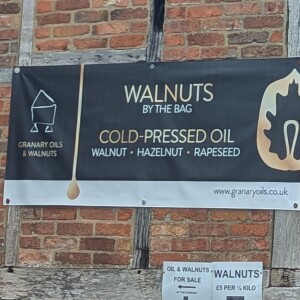 WALNUTS
BY THE BAG
COLD-PRESSED OIL
WALNUT • HAZELNUT • RAPESEED
GRANARY OILS
& WALNUTS
www.granaryoils.co.uk
OIL & WALNUTS
FOR SALE
WALNUTS
£5 PER ½ KILO